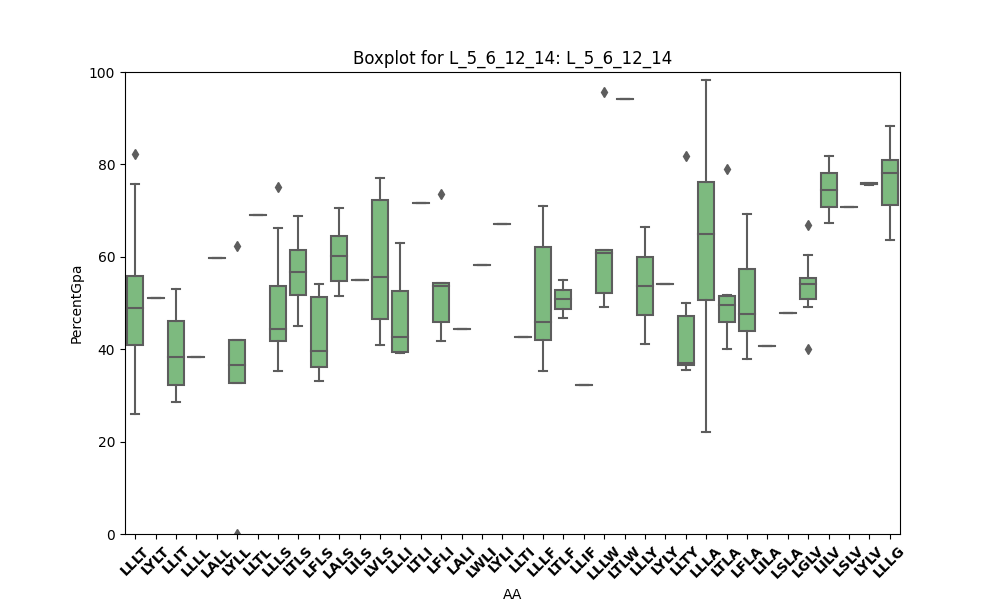 Boxplot for L_5_6_12_14: L_5_6_12_14
100
80
60
40
20
0
PercentGpa
LLLT LYLT LLIT LLLL LALL LYLL LLTL LLLS LTLS LFLS LALS LILS LVLS LLLI LTLI LFLI LALI LWLI LYLI LLTI LLLF LTLF LLIF LLLW LTLW LLLY LYLY LLTY LLLA LTLA LFLA LILA LSLA LGLV LILV LSLV LYLV LLLG
AA